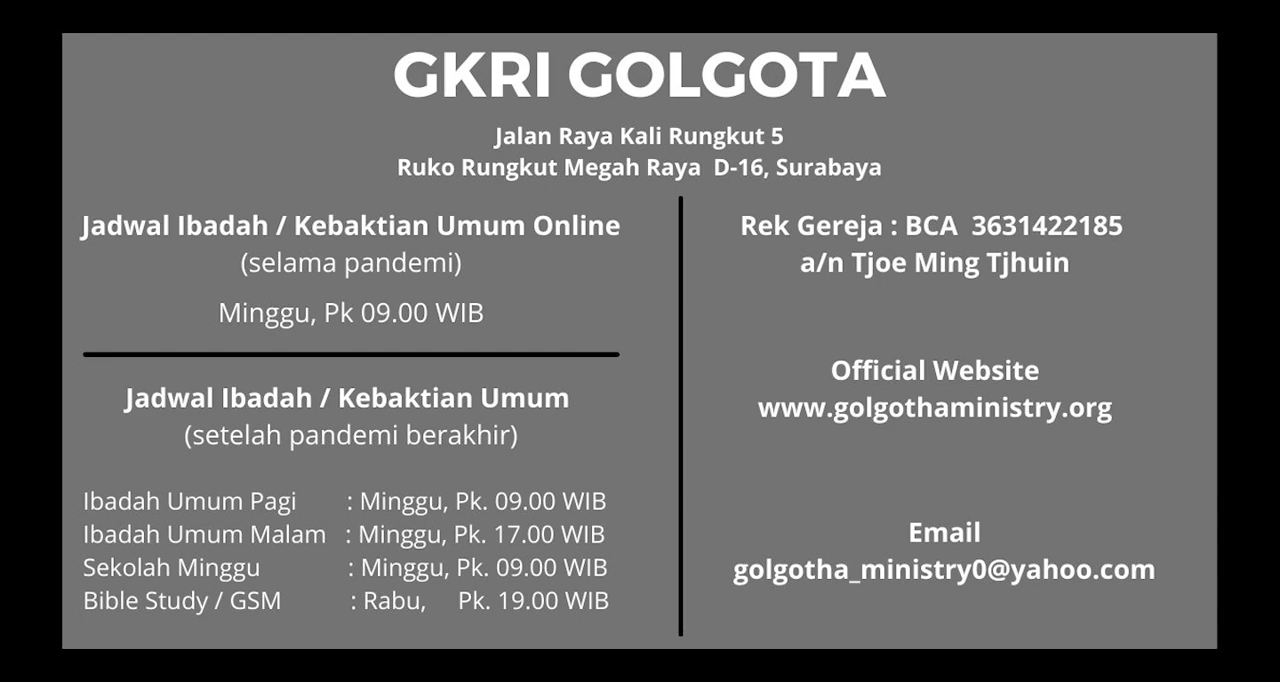 GKRI GOLGOTA
Jalan Raya Kali Rungkut 5
Ruko Rungkut Megah Raya D-16, Surabaya
Jadwal Ibadah / Kebaktian Umum Online
(selama pandemi)
Minggu, Pk 09.00 WIB
Jadwal Ibadah / Kebaktian Umum
(setelah pandemi berakhir)
Ibadah Umum Pagi : Minggu, Pk. 09.00 WIB
Ibadah Umum Malam : Minggu, Pk. 17.00 WIB
Sekolah Minggu : Minggu, Pk. 09.00 WIB
Bible Study / GSM : Rabu, Pk. 19.00 WIB
Rek Gereja : BCA 3631422185
a/n Tjoe Ming Tjhuin
Official Website
www.golgothaministry.org
Email
golgotha_ministry0@yahoo.com